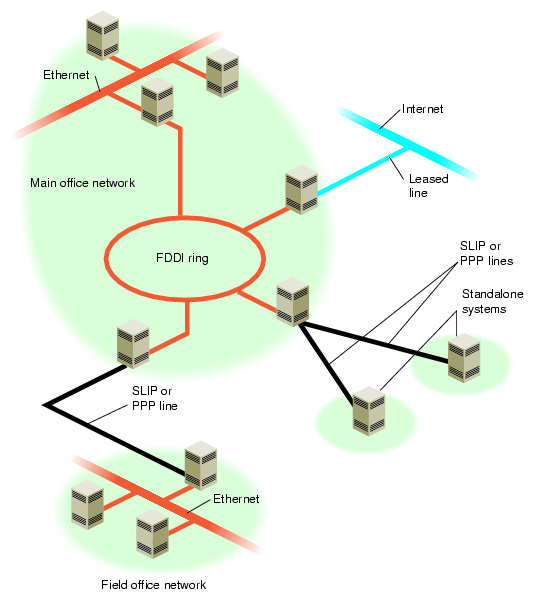 Ethernet
Internet
Main office network
Leased
line
FDDI ring
SLIP or
PPP lines
Standalone
systems
SLIP or
PPP line
Ethernet
Field office network